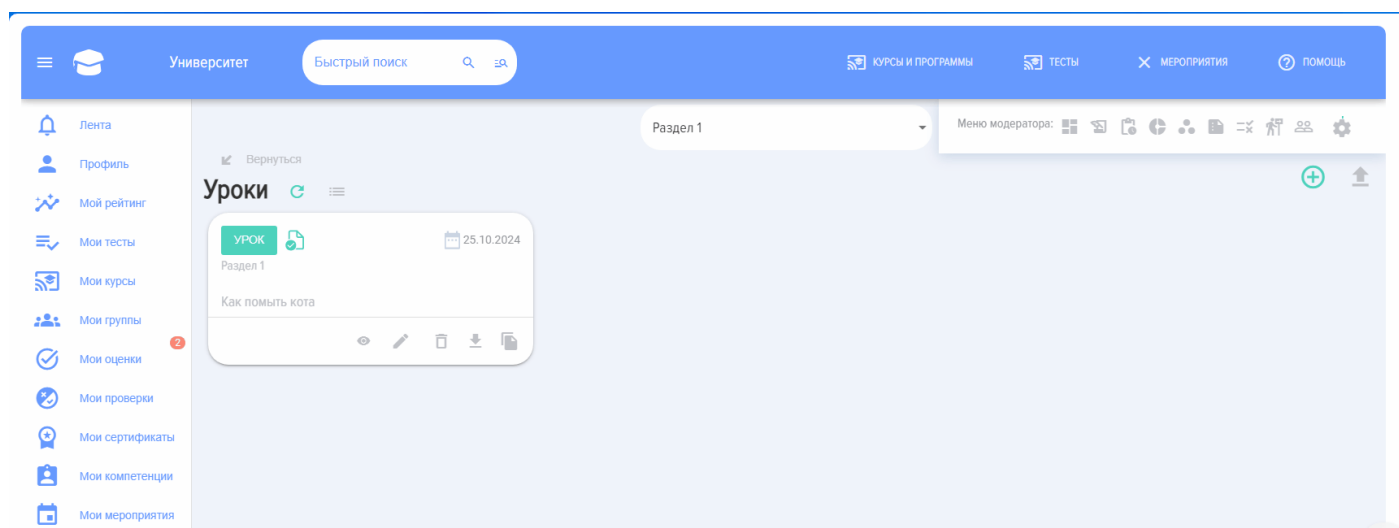 Университет
Быстрый поиск
КУРСЫ И ПРОГРАММЫ
ТЕСТЫ
МЕРОПРИЯТИЯ
ПОМОЩЬ
Лента
Профиль
Мой рейтинг
Мои тесты
Мои курсы
Мои группы
2
Мои оценки
Мои проверки
Мои сертификаты
Мои компетенции
Мои мероприятия
Раздел 1
Меню модератора:
Вернуться
Уроки
УРОК
25.10.2024
Раздел 1
Как помыть кота